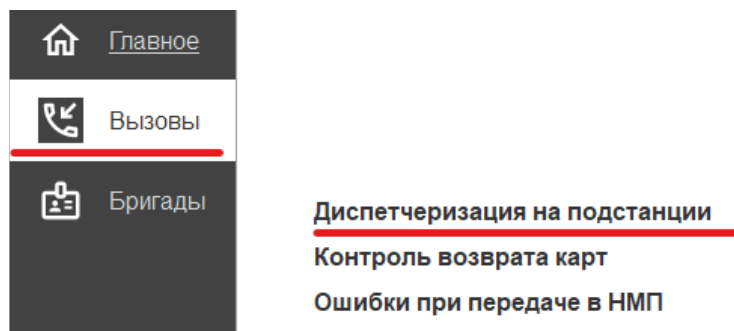 Главное
Вызовы
Бригады
Диспетчеризация на подстанции
Контроль возврата карт
Ошибки при передаче в НМП